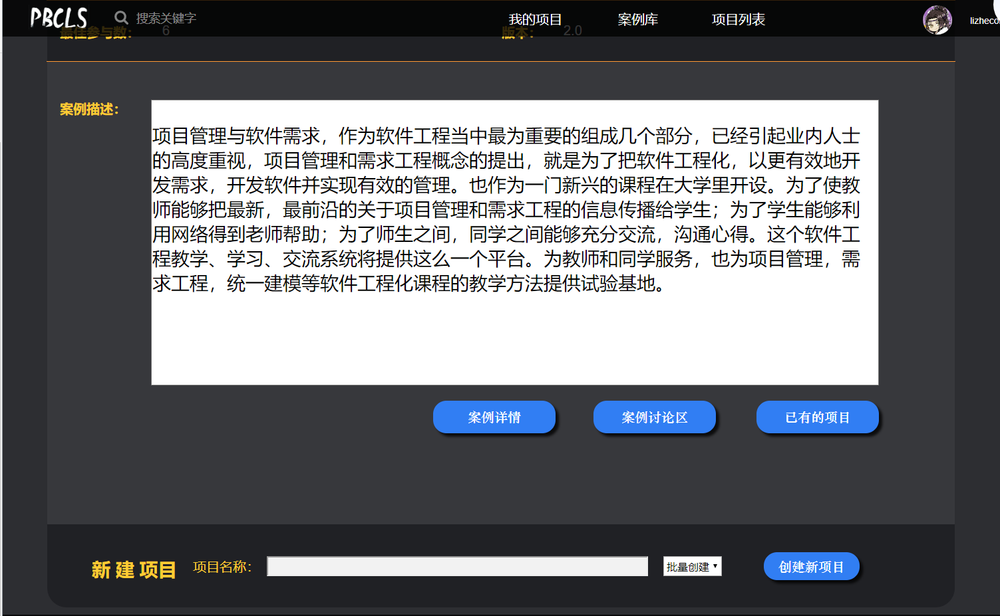 PBCLS 搜索关键字 我的项目 案例库 项目列表 lizheco
最佳参与数： 6 版本： 2.0
案例描述：
项目管理与软件需求，作为软件工程当中最为重要的组成几个部分，已经引起业内人士
的高度重视，项目管理和需求工程概念的提出，就是为了把软件工程化，以更有效地开
发需求，开发软件并实现有效的管理。也作为一门新兴的课程在大学里开设。为了使教
师能够把最新，最前沿的关于项目管理和需求工程的信息传播给学生；为了学生能够利
用网络得到老师帮助；为了师生之间，同学之间能够充分交流，沟通心得。这个软件工
程教学、学习、交流系统将提供这么一个平台。为教师和同学服务，也为项目管理，需
求工程，统一建模等软件工程化课程的教学方法提供试验基地。
案例详情 案例讨论区 已有的项目
新 建 项目 项目名称： 批量创建 创建新项目